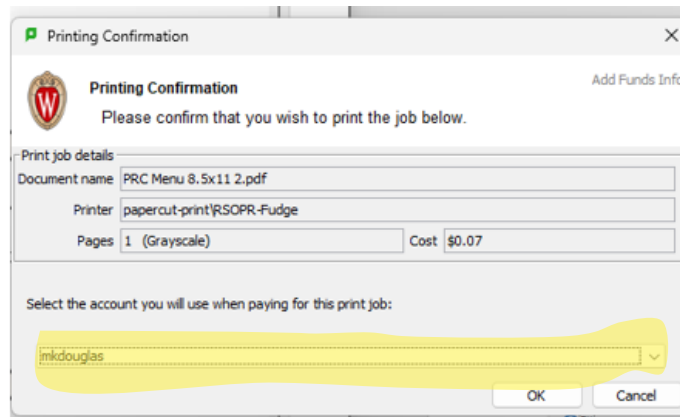 Printing Confirmation
Add Funds Info
Printing Confirmation
Please confirm that you wish to print the job below.
Print job details
Document name PRC Menu 8.5x11 2.pdf
Printer papercut-print\RSOPR-Fudge
Pages 1 (Grayscale) Cost $0.07
Select the account you will use when paying for this print job:
mkdouglas
OK Cancel